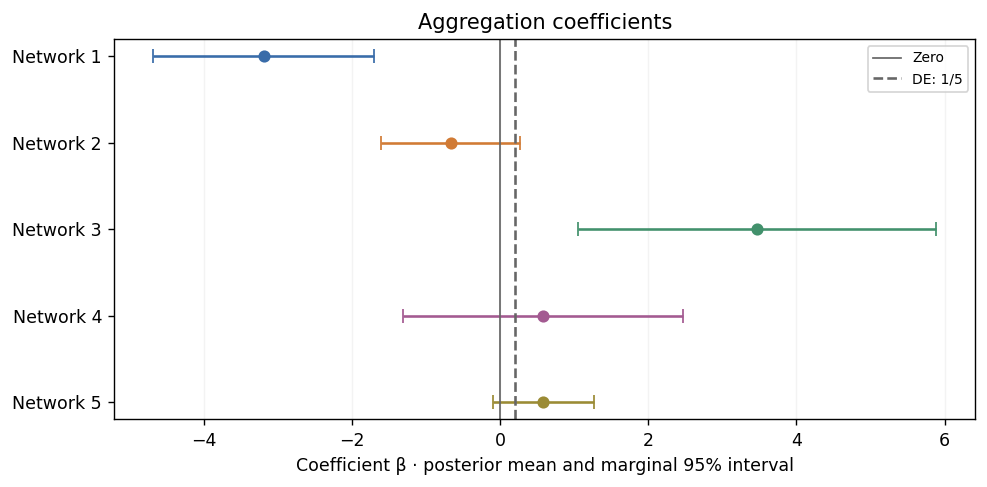 Aggregation coefficients
Network 1
Network 2
Network 3
Network 4
Network 5
Zero
DE: 1/5
−4 −2 0 2 4 6
Coefficient β · posterior mean and marginal 95% interval